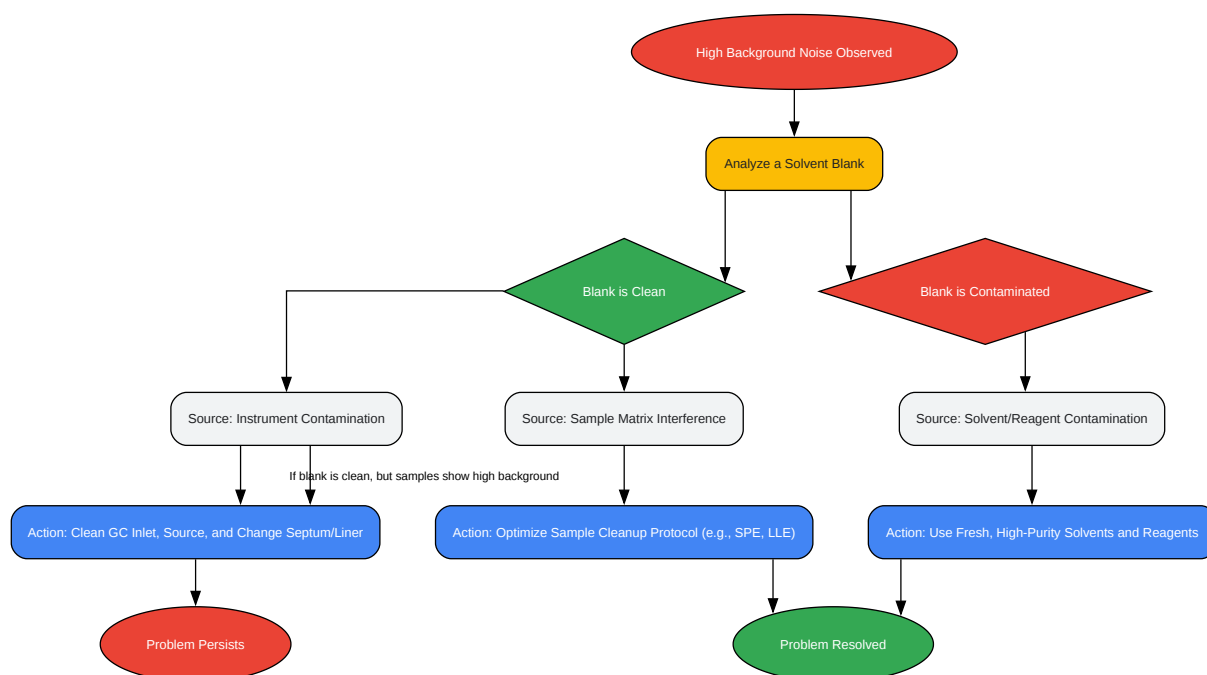 High Background Noise Observed
Analyze a Solvent Blank
Blank is Clean
Blank is Contaminated
Source: Instrument Contamination
Source: Sample Matrix Interference
Source: Solvent/Reagent Contamination
If blank is clean, but samples show high background
Action: Clean GC Inlet, Source, and Change Septum/Liner
Action: Optimize Sample Cleanup Protocol (e.g., SPE, LLE)
Action: Use Fresh, High-Purity Solvents and Reagents
Problem Persists
Problem Resolved